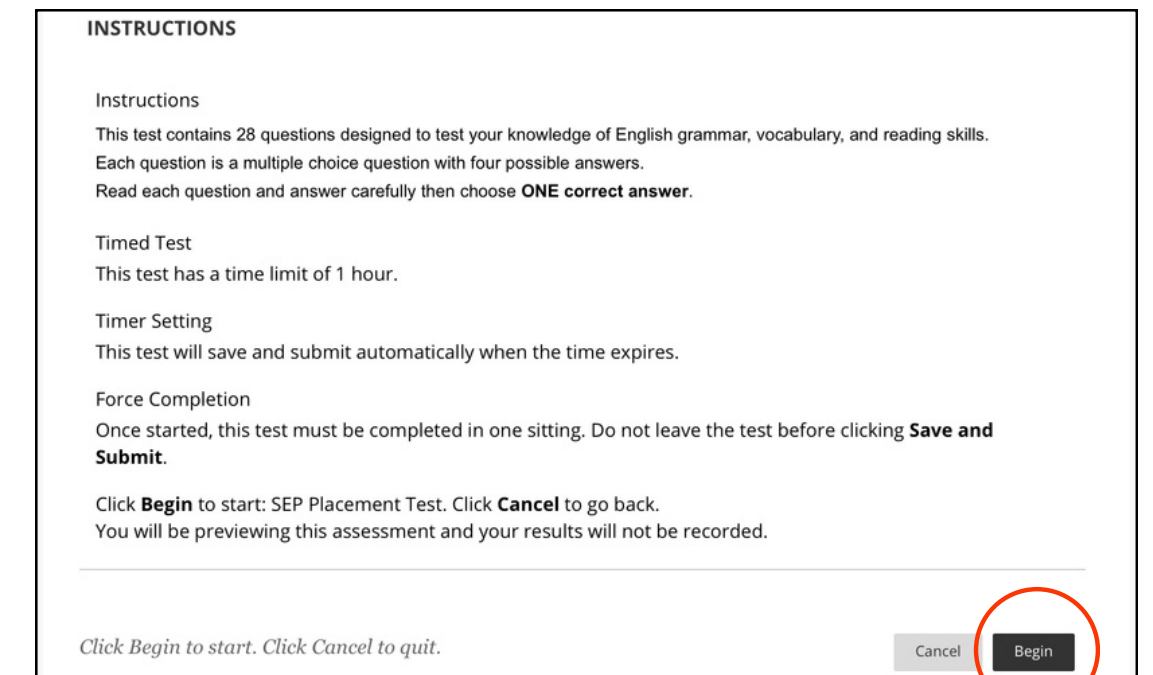 INSTRUCTIONS
Instructions
This test contains 28 questions designed to test your knowledge of English grammar, vocabulary, and reading skills.
Each question is a multiple choice question with four possible answers.
Read each question and answer carefully then choose ONE correct answer.
Timed Test
This test has a time limit of 1 hour.
Timer Setting
This test will save and submit automatically when the time expires.
Force Completion
Once started, this test must be completed in one sitting. Do not leave the test before clicking Save and
Submit.
Click Begin to start: SEP Placement Test. Click Cancel to go back.
You will be previewing this assessment and your results will not be recorded.
Click Begin to start. Click Cancel to quit.
Cancel
Begin